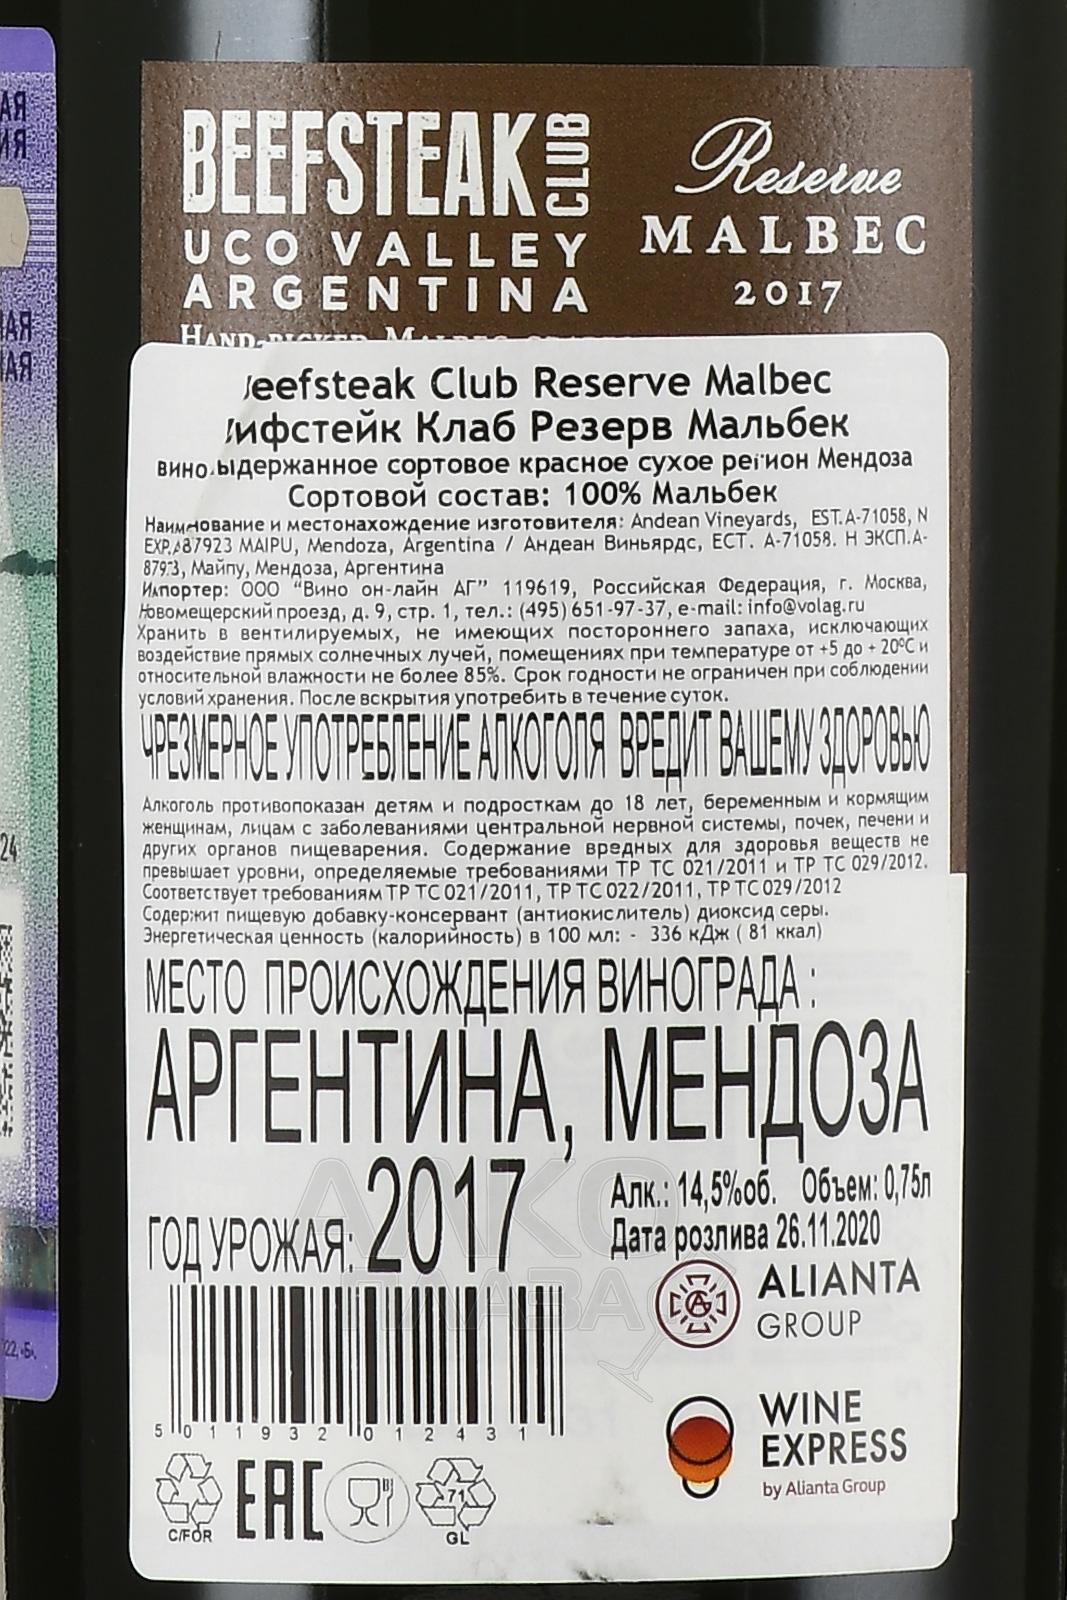 BEEFSTEAK CLUB
UCO VALLEY
ARGENTINA
Reserve
MALBEC
2017
HAND-PICKED MALBEC
eefsteak Club Reserve Malbec
ифстейк Клаб Резерв Мальбек
вино ыдержанное сортовое красное сухое регион Мендоза
Сортовой состав: 100% Мальбек
Наименование и местонахождение изготовителя: Andean Vineyards, EST.A-71058, N
EXP.A87923 MAIPU, Mendoza, Argentina / Андеан Виньярдс, ЕСТ. А-71058. Н ЭКСП.А-
87923, Майпу, Мендоза, Аргентина
Импортер: ООО "Вино он-лайн АГ" 119619, Российская Федерация, г. Москва,
Новомещерский проезд, д. 9, стр. 1, тел.: (495) 651-97-37, e-mail: info@volag.ru
Хранить в вентилируемых, не имеющих постороннего запаха, исключающих
воздействие прямых солнечных лучей, помещениях при температуре от +5 до + 20°С и
относительной влажности не более 85%. Срок годности не ограничен при соблюдении
условий хранения. После вскрытия употребить в течение суток.
ЧРЕЗМЕРНОЕ УПОТРЕБЛЕНИЕ АЛКОГОЛЯ ВРЕДИТ ВАШЕМУ ЗДОРОВЬЮ
Алкоголь противопоказан детям и подросткам до 18 лет, беременным и кормящим
женщинам, лицам с заболеваниями центральной нервной системы, почек, печени и
других органов пищеварения. Содержание вредных для здоровья веществ не
превышает уровни, определяемые требованиями ТР ТС 021/2011 и ТР ТС 029/2012.
Соответствует требованиям ТР ТС 021/2011, ТР ТС 022/2011, ТР ТС 029/2012
Содержит пищевую добавку-консервант (антиокислитель) диоксид серы.
Энергетическая ценность (калорийность) в 100 мл: - 336 кДж ( 81 ккал)
МЕСТО ПРОИСХОЖДЕНИЯ ВИНОГРАДА :
АРГЕНТИНА, МЕНДОЗА
ГОД УРОЖАЯ: 2017
Алк.: 14,5%об. Объем: 0,75л
Дата розлива 26.11.2020
ALIANTA
GROUP
5 011932 012431
WINE
EXPRESS
by Alianta Group
C/FOR
EAC
71
GL
АЛКО
ПЛАЗА
24